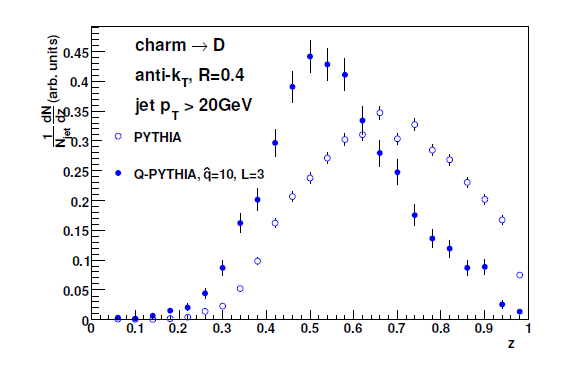 charm → D
anti-k_T, R=0.4
jet p_T > 20GeV
PYTHIA
Q-PYTHIA, q̂=10, L=3
1/N_jet dN/dz (arb. units)
0.45
0.4
0.35
0.3
0.25
0.2
0.15
0.1
0.05
0
0 0.1 0.2 0.3 0.4 0.5 0.6 0.7 0.8 0.9 1
z